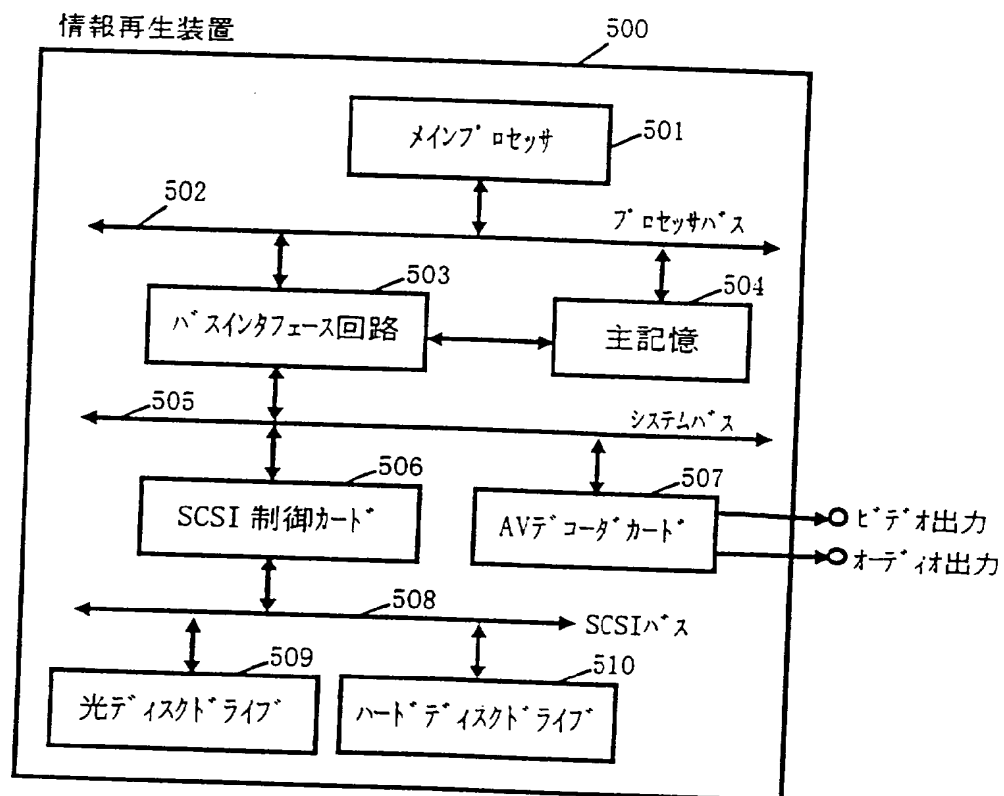 情報再生装置
500
メインプロセッサ
501
502
プロセッサバス
503
504
バスインタフェース回路
主記憶
505
システムバス
506
507
SCSI 制御カード
AVデコーダカード
ビデオ出力
オーディオ出力
508
SCSIバス
509
510
光ディスクドライブ
ハードディスクドライブ